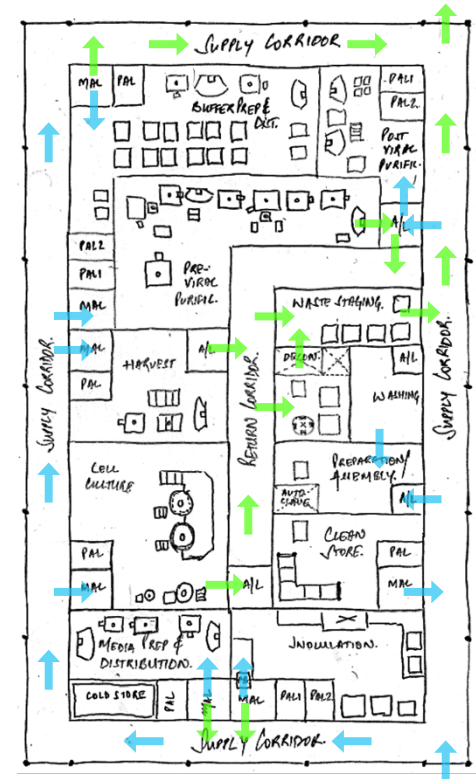 SUPPLY CORRIDOR
MAL
PAL
BUFFER PREP &
DIST.
PAL1
PAL2
POST
VIRAL
PURIFIC.
A/L
PAL2
PAL1
MAL
PRE-
VIRAL
PURIFIC.
WASTE STAGING.
MAL
PAL
HARVEST
A/L
DECON.
A/L
WASHING
SUPPLY CORRIDOR.
RETURN CORRIDOR.
SUPPLY CORRIDOR.
CELL
CULTURE
PREPARATION/
ASSEMBLY.
AUTO
CLAVE
A/L
CLEAN
STORE.
PAL
MAL
PAL
MAL
A/L
MEDIA PREP &
DISTRIBUTION.
INOCULATION.
COLD STORE
PAL
MAL
MAL
PAL1
PAL2
SUPPLY CORRIDOR.